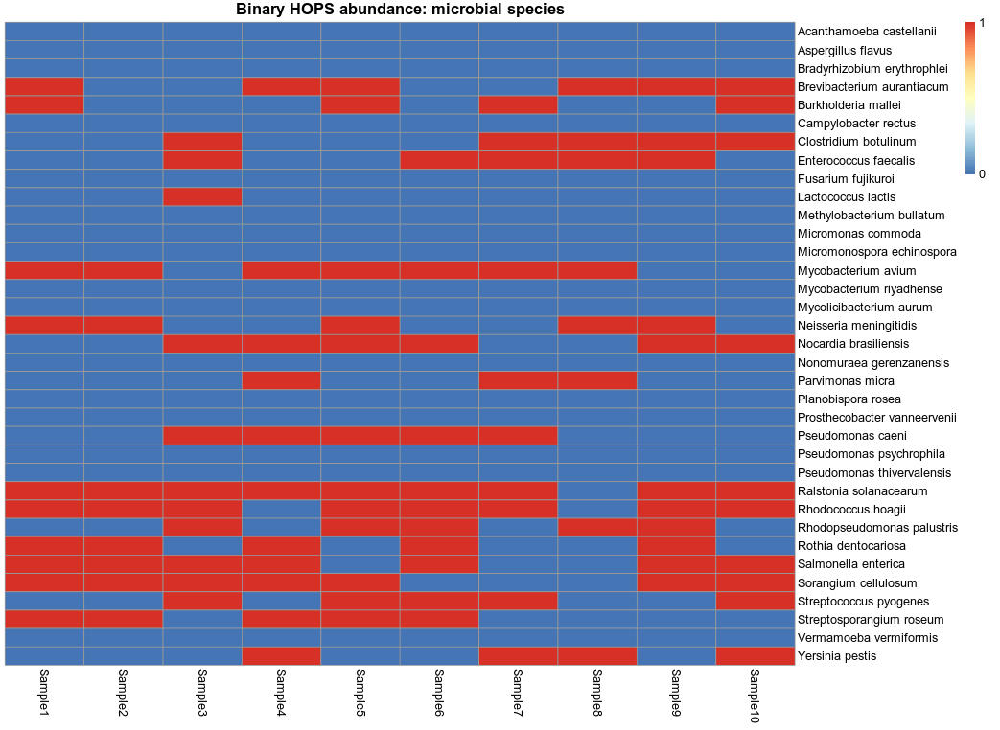 Binary HOPS abundance: microbial species
1
0
Acanthamoeba castellanii
Aspergillus flavus
Bradyrhizobium erythrophlei
Brevibacterium aurantiacum
Burkholderia mallei
Campylobacter rectus
Clostridium botulinum
Enterococcus faecalis
Fusarium fujikuroi
Lactococcus lactis
Methylobacterium bullatum
Micromonas commoda
Micromonospora echinospora
Mycobacterium avium
Mycobacterium riyadhense
Mycolicibacterium aurum
Neisseria meningitidis
Nocardia brasiliensis
Nonomuraea gerenzanensis
Parvimonas micra
Planobispora rosea
Prosthecobacter vanneervenii
Pseudomonas caeni
Pseudomonas psychrophila
Pseudomonas thivervalensis
Ralstonia solanacearum
Rhodococcus hoagii
Rhodopseudomonas palustris
Rothia dentocariosa
Salmonella enterica
Sorangium cellulosum
Streptococcus pyogenes
Streptosporangium roseum
Vermamoeba vermiformis
Yersinia pestis
Sample1
Sample2
Sample3
Sample4
Sample5
Sample6
Sample7
Sample8
Sample9
Sample10